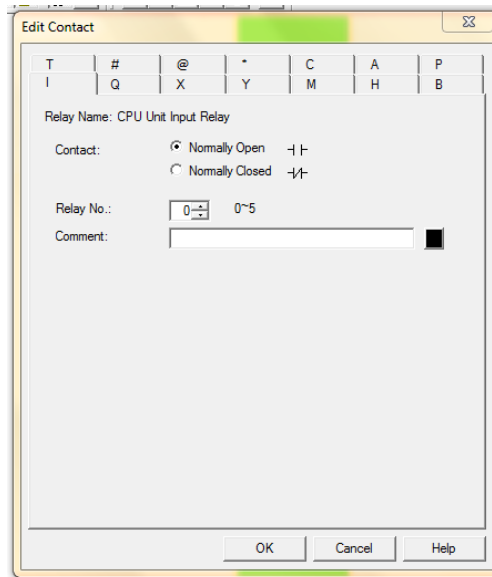 Edit Contact
T # @ * C A P
I Q X Y M H B
Relay Name: CPU Unit Input Relay
Contact: Normally Open
Normally Closed
Relay No.: 0 0~5
Comment:
OK Cancel Help